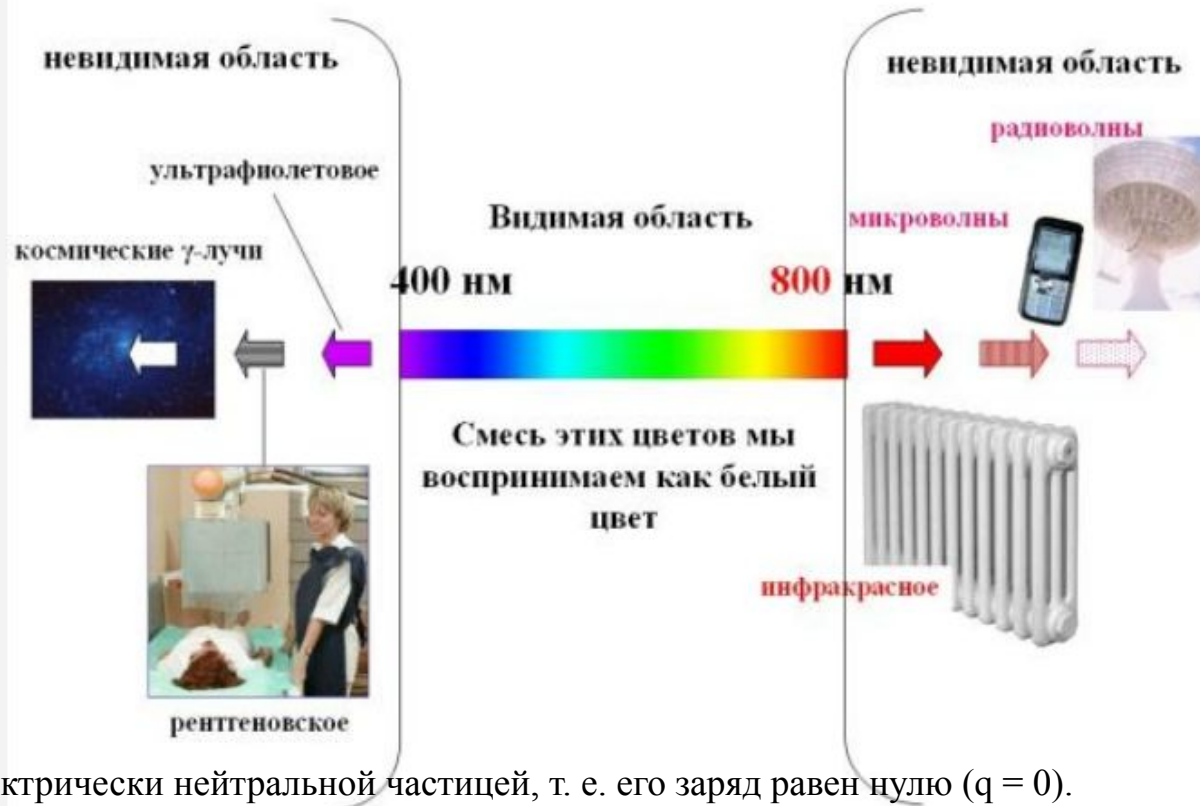 невидимая область
невидимая область
радиоволны
ультрафиолетовое
Видимая область
микроволны
космические γ-лучи
400 нм
800 нм
Смесь этих цветов мы
воспринимаем как белый
цвет
инфракрасное
рентгеновское
ктрически нейтральной частицей, т. е. его заряд равен нулю (q = 0).